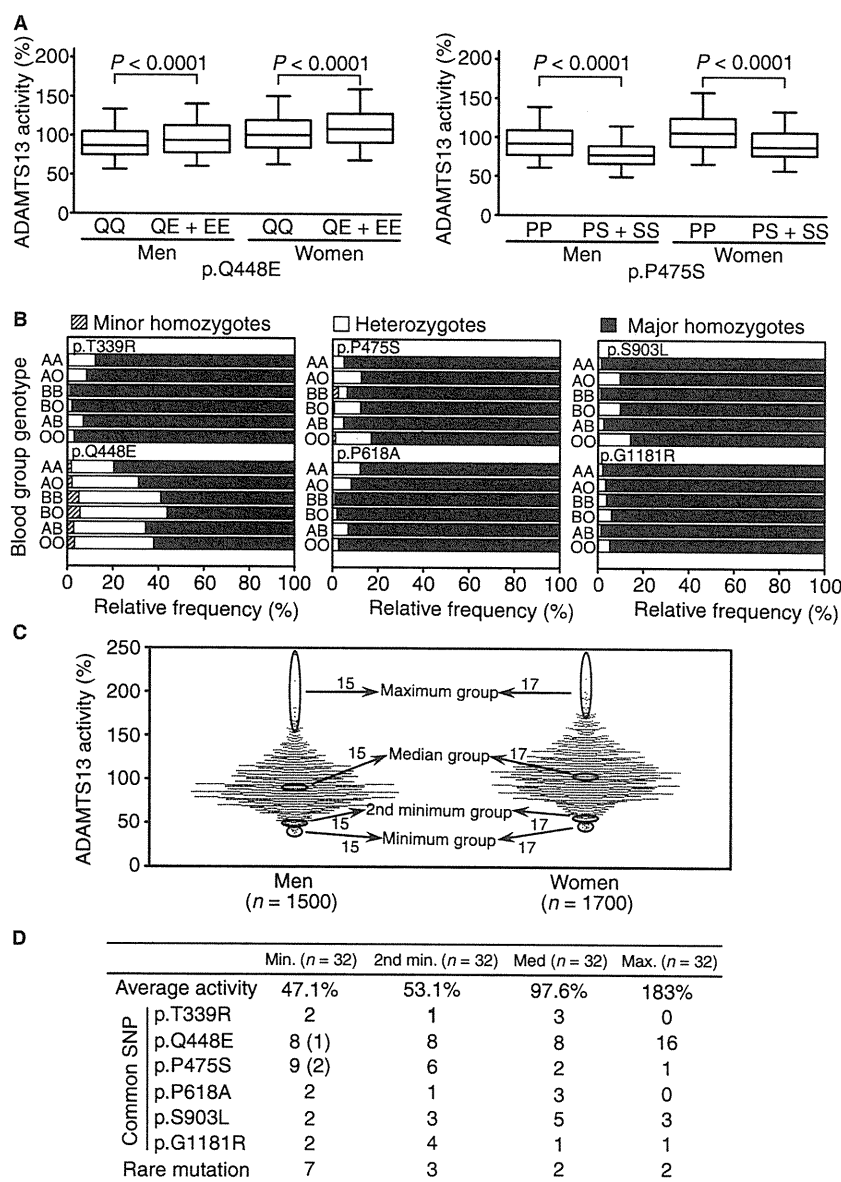 A
ADAMTS13 activity (%)
200
150
100
50
0
P < 0.0001
P < 0.0001
QQ
QE + EE
QQ
QE + EE
Men
Women
p.Q448E
ADAMTS13 activity (%)
200
150
100
50
0
P < 0.0001
P < 0.0001
PP
PS + SS
PP
PS + SS
Men
Women
p.P475S
B
Minor homozygotes
Heterozygotes
Major homozygotes
Blood group genotype
p.T339R
AA
AO
BB
BO
AB
OO
p.Q448E
AA
AO
BB
BO
AB
OO
0 20 40 60 80 100
Relative frequency (%)
p.P475S
AA
AO
BB
BO
AB
OO
p.P618A
AA
AO
BB
BO
AB
OO
0 20 40 60 80 100
Relative frequency (%)
p.S903L
AA
AO
BB
BO
AB
OO
p.G1181R
AA
AO
BB
BO
AB
OO
0 20 40 60 80 100
Relative frequency (%)
C
ADAMTS13 activity (%)
250
200
150
100
50
0
15 Maximum group 17
15 Median group 17
2nd minimum group
15 17
Minimum group
15 17
Men
(n = 1500)
Women
(n = 1700)
D
Min. (n = 32) 2nd min. (n = 32) Med (n = 32) Max. (n = 32)
Average activity 47.1% 53.1% 97.6% 183%
Common SNP
p.T339R 2 1 3 0
p.Q448E 8 (1) 8 8 16
p.P475S 9 (2) 6 2 1
p.P618A 2 1 3 0
p.S903L 2 3 5 3
p.G1181R 2 4 1 1
Rare mutation 7 3 2 2